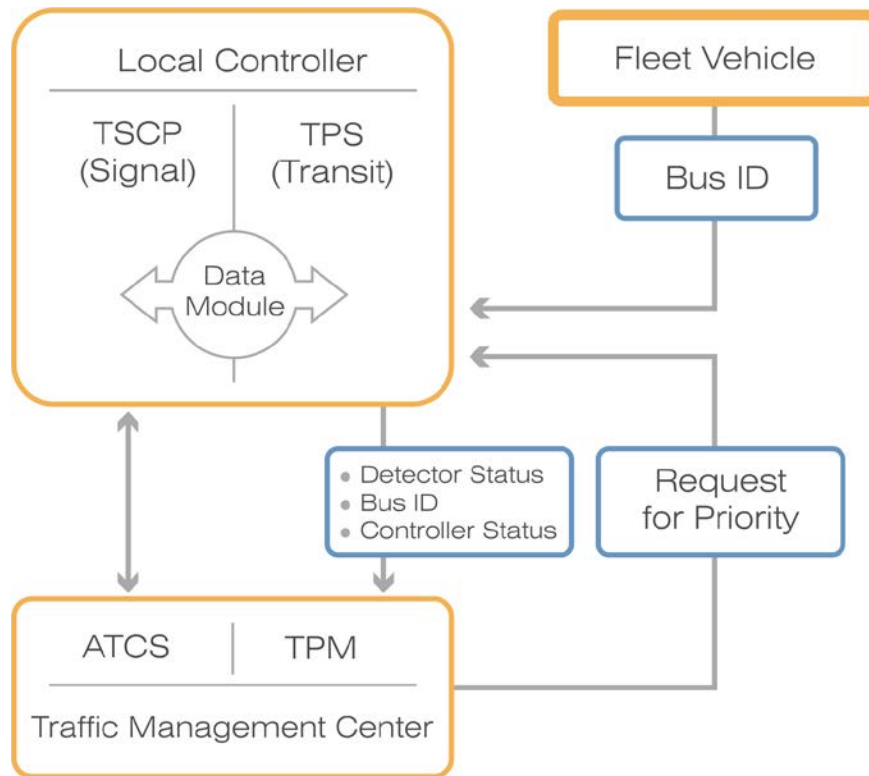 Local Controller
TSCP
(Signal)
TPS
(Transit)
Data
Module
Fleet Vehicle
Bus ID
Detector Status
Bus ID
Controller Status
Request
for Priority
ATCS
TPM
Traffic Management Center